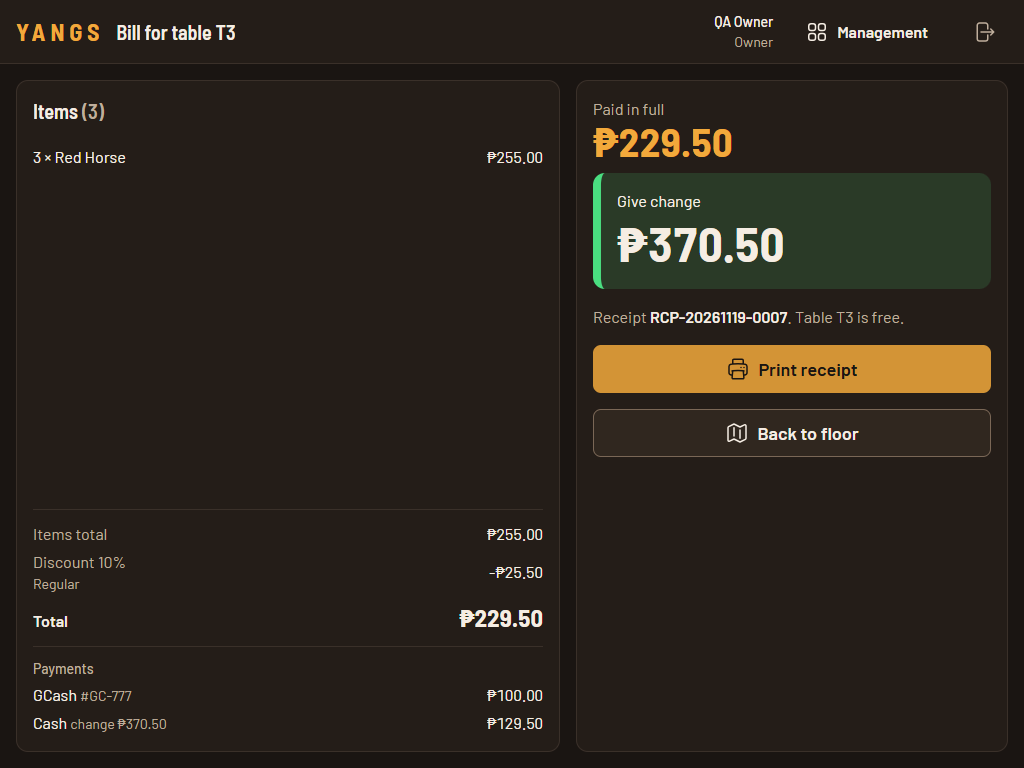 YANGS Bill for table T3
QA Owner
Owner
Management
Items (3)
3 × Red Horse ₱255.00
Items total ₱255.00
Discount 10% -₱25.50
Regular
Total ₱229.50
Payments
GCash #GC-777 ₱100.00
Cash change ₱370.50 ₱129.50
Paid in full
₱229.50
Give change
₱370.50
Receipt RCP-20261119-0007. Table T3 is free.
Print receipt
Back to floor